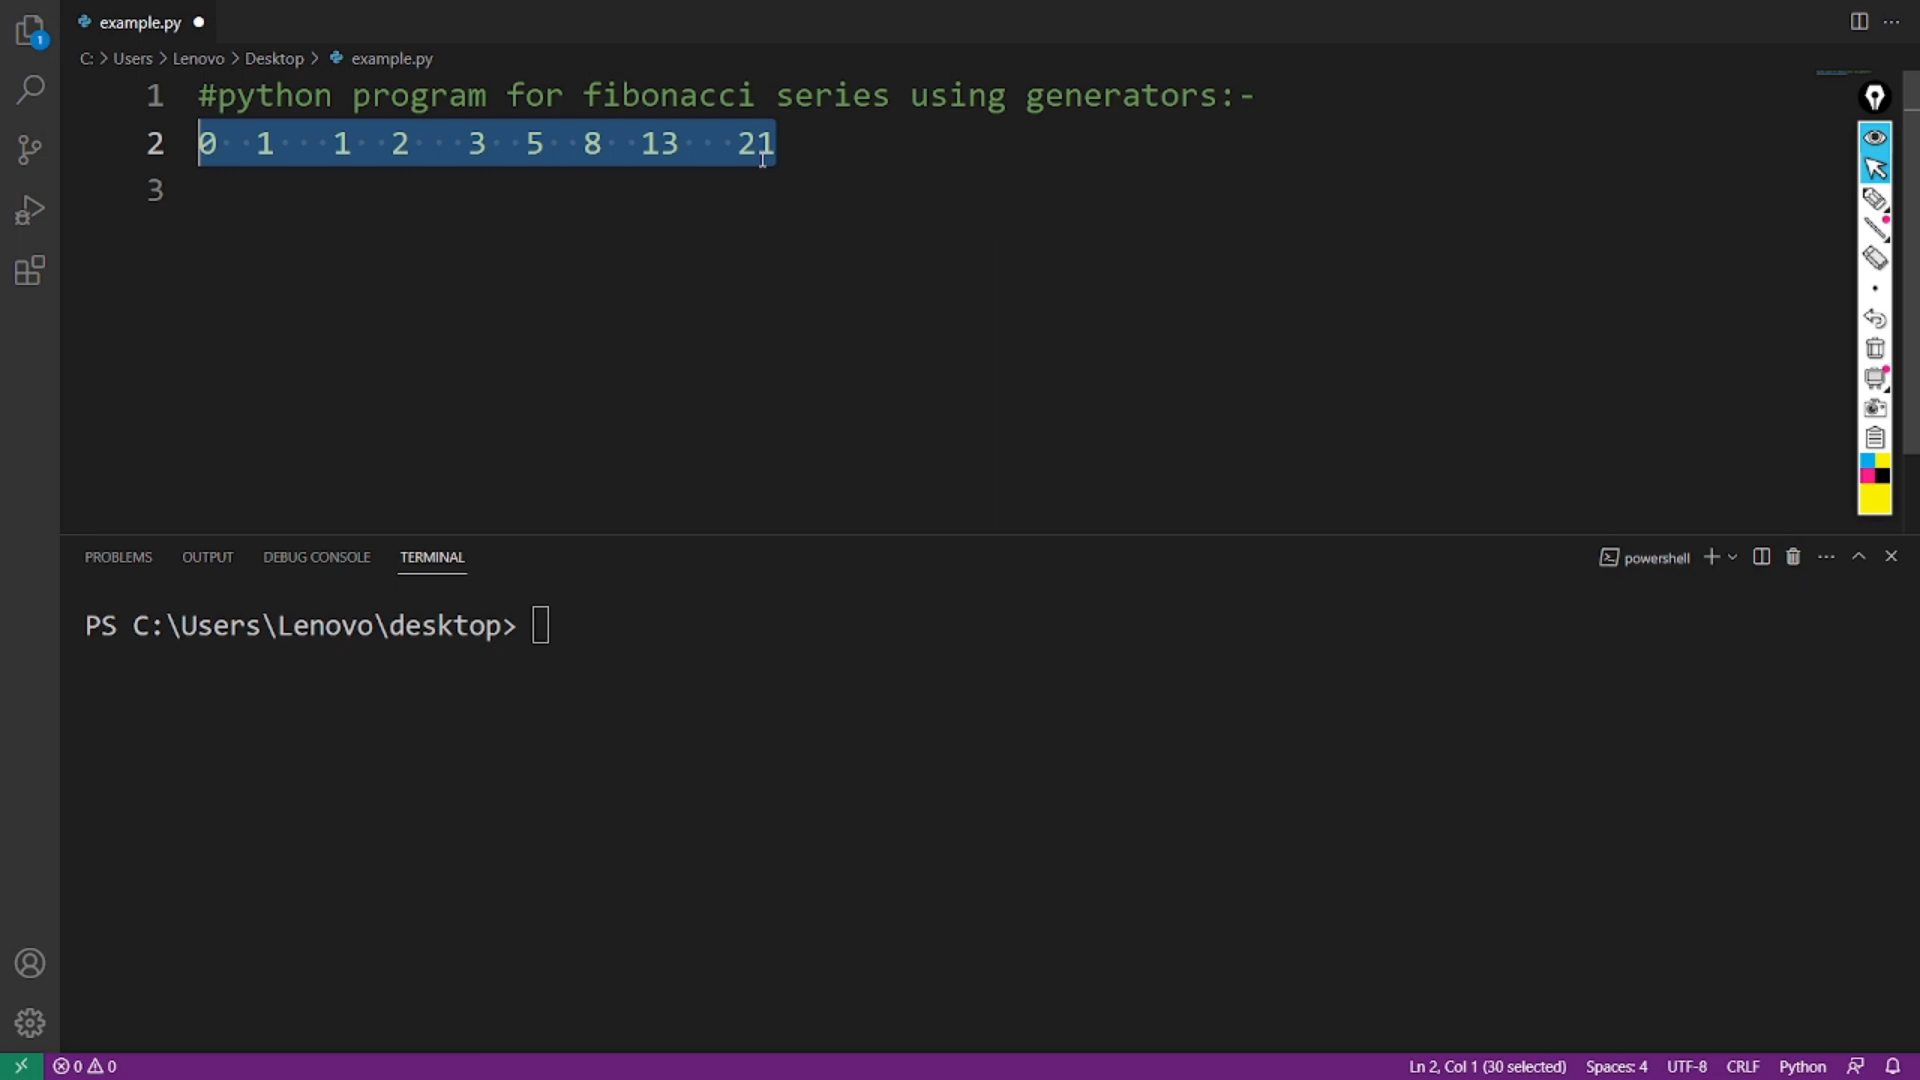 example.py
C: > Users > Lenovo > Desktop > example.py
1 #python program for fibonacci series using generators:-
2 0 1 1 2 3 5 8 13 21
3
1
PROBLEMS OUTPUT DEBUG CONSOLE TERMINAL powershell
PS C:\Users\Lenovo\desktop>
0 0 Ln 2, Col 1 (30 selected) Spaces: 4 UTF-8 CRLF Python